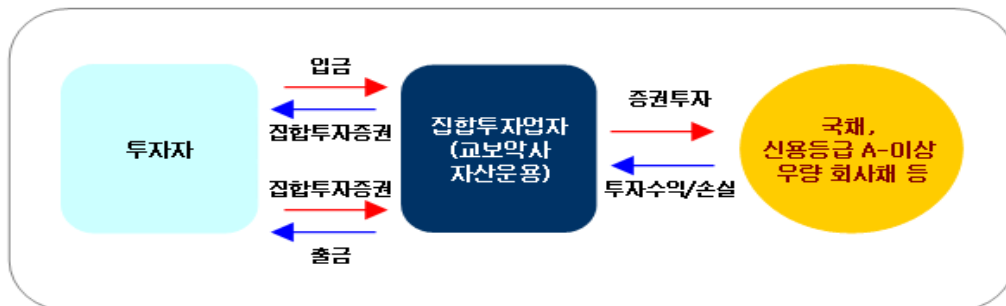 입금
집합투자증권
투자자
집합투자증권
출금
집합투자업자
(교보악사
자산운용)
증권투자
투자수익/손실
국채,
신용등급 A-이상
우량 회사채 등